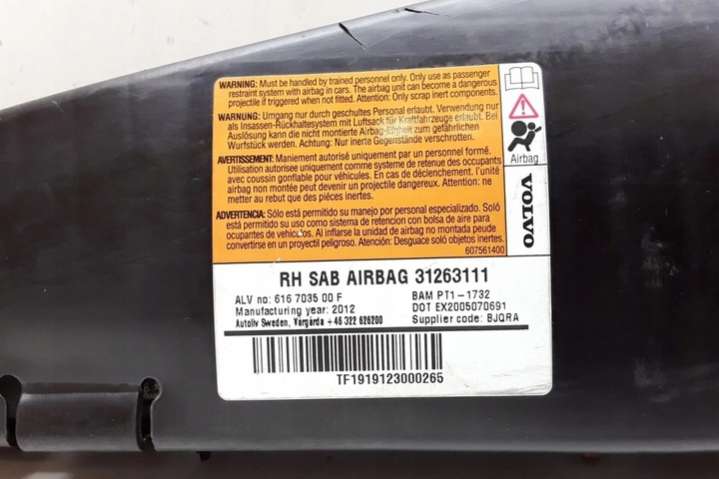 WARNING: Must be handled by trained personnel only. Only use as passenger
restraint system with airbag in cars. The airbag unit can become a dangerous
projectile if triggered when not fitted. Attention: Only scrap inert components.
WARNUNG: Umgang nur durch geschultes Personal erlaubt. Verwendung nur
als Insassen-Rückhaltesystem mit Luftsack für Kraftfahrzeuge erlaubt. Bei
Auslösung kann die nicht montierte Airbag-Einheit zum gefährlichen
Wurfstück werden. Achtung: Nur inerte Gegenstände verschrotten.
AVERTISSEMENT: Maniement autorisé uniquement par un personnel formé.
Utilisation autorisée uniquement comme système de retenue des occupants
avec coussin gonflable pour véhicules. En cas de déclenchement, l'unité
airbag non montée peut devenir un projectile dangereux. Attention: ne
mettre au rebut que des pièces inertes.
ADVERTENCIA: Sólo está permitido su manejo por personal especializado. Soló
está permitido su uso como sistema de retención con bolsa de aire para
ocupantes de vehículos. Al inflarse la unidad de airbag no montada peude
convertirse en un proyectil peligroso. Atención: Desguace soló objetos inertes.
607561400
Airbag
VOLVO
RH SAB AIRBAG 31263111
ALV no: 616 7035 00 F
BAM PT1-1732
Manufacturing year: 2012
DOT EX2005070691
Autoliv Sweden, Vårgårda +46 322 626200
Supplier code: BJQRA
TF1919123000265